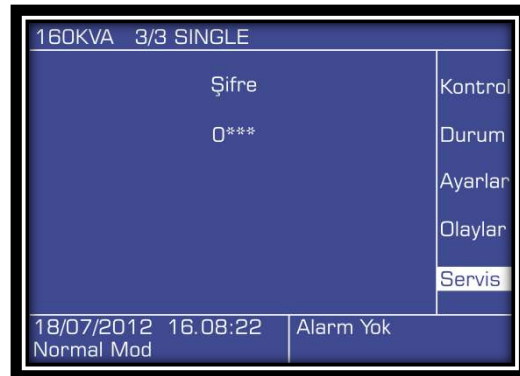 160KVA 3/3 SINGLE
Şifre
0***
Kontrol
Durum
Ayarlar
Olaylar
Servis
18/07/2012 16.08:22
Normal Mod
Alarm Yok